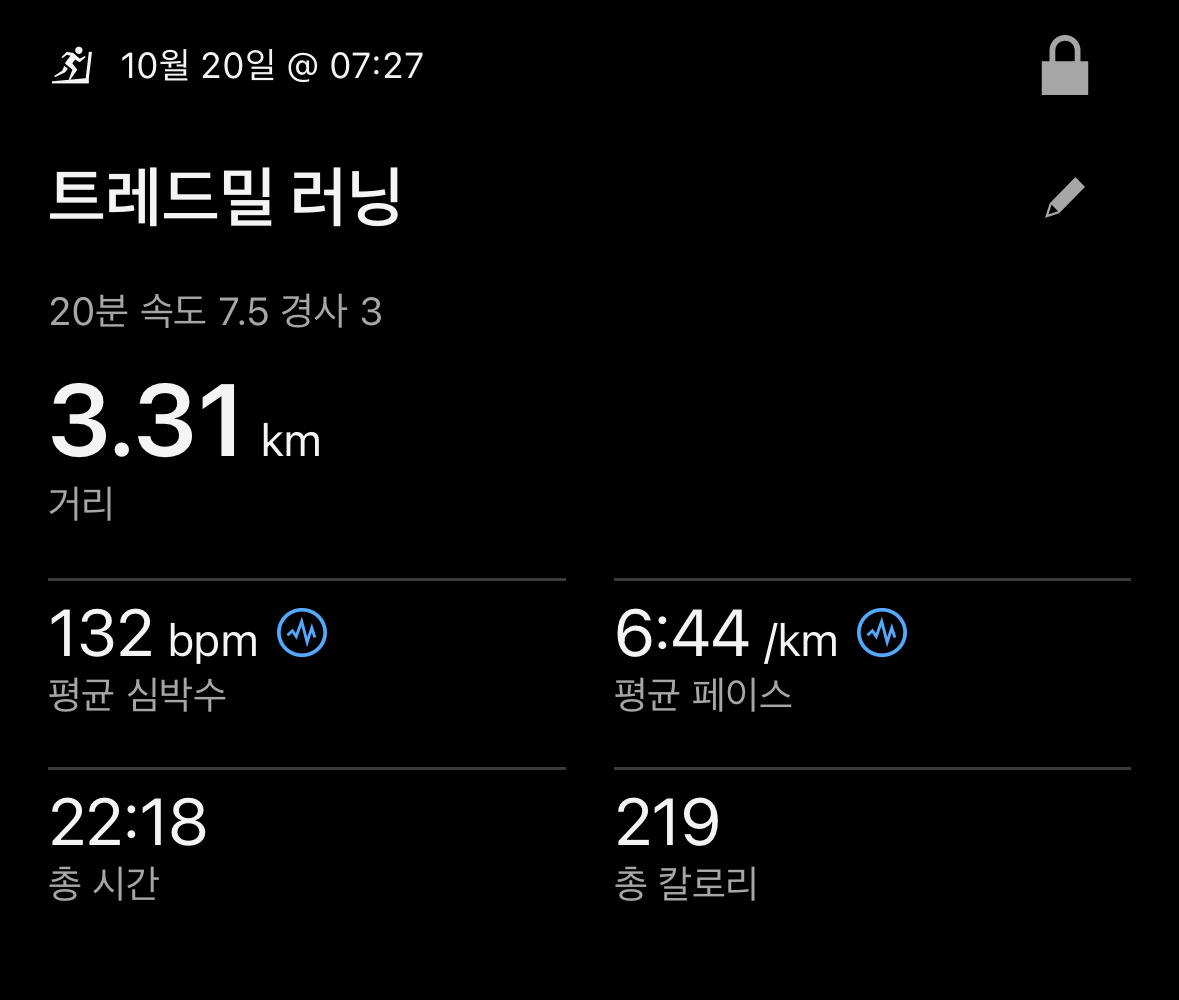 10월 20일 @ 07:27
트레드밀 러닝
20분 속도 7.5 경사 3
3.31 km
거리
132 bpm
6:44 /km
평균 심박수
평균 페이스
22:18
219
총 시간
총 칼로리